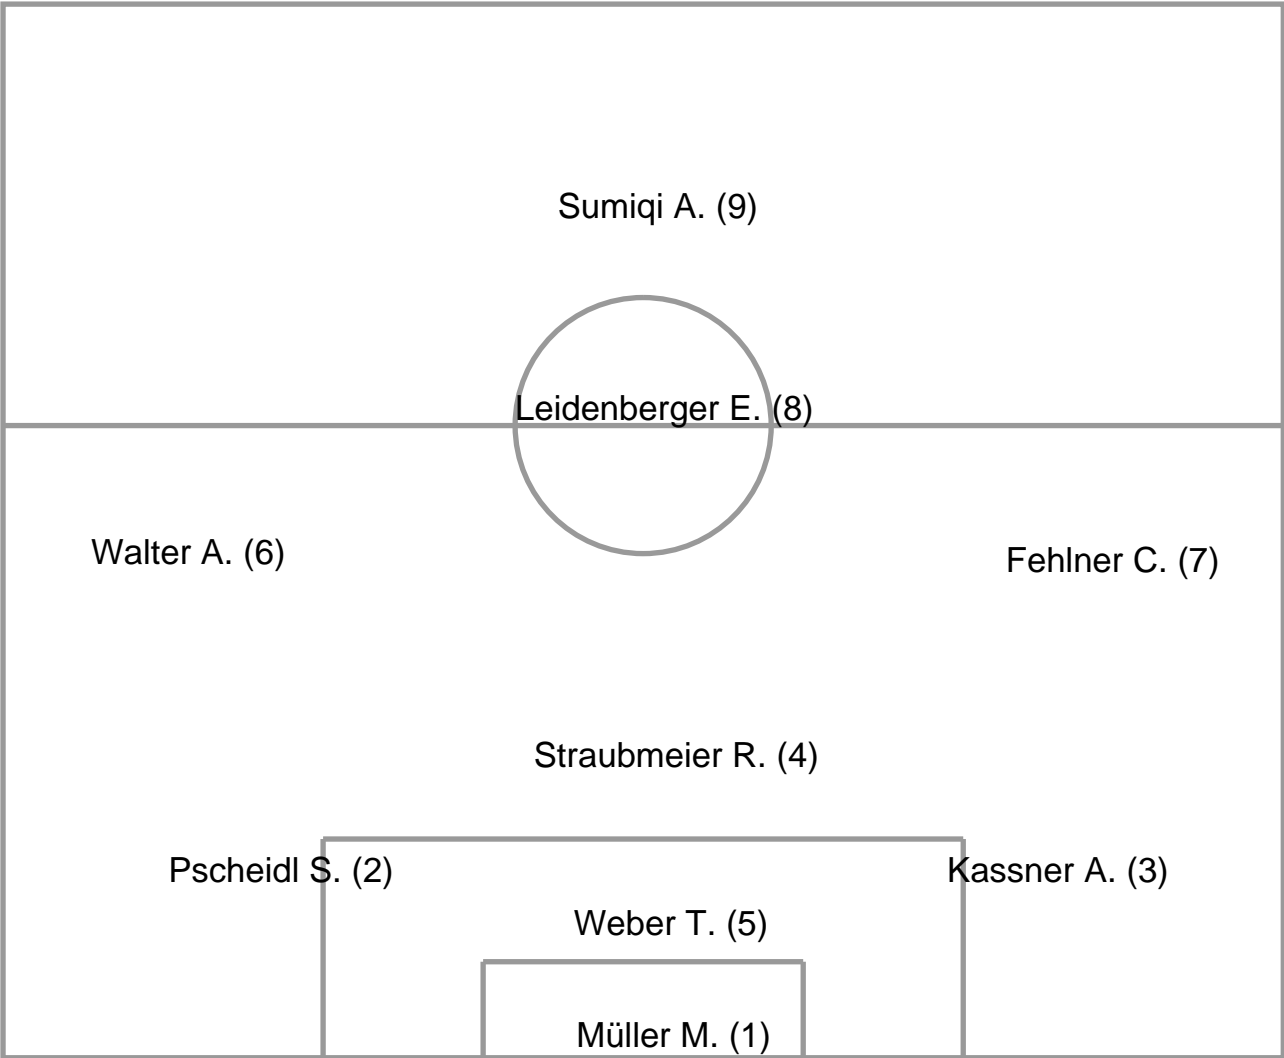 Sumiqi A. (9)
Leidenberger E. (8)
Walter A. (6)
Fehlner C. (7)
Straubmeier R. (4)
Pscheidl S. (2)
Kassner A. (3)
Weber T. (5)
Müller M. (1)